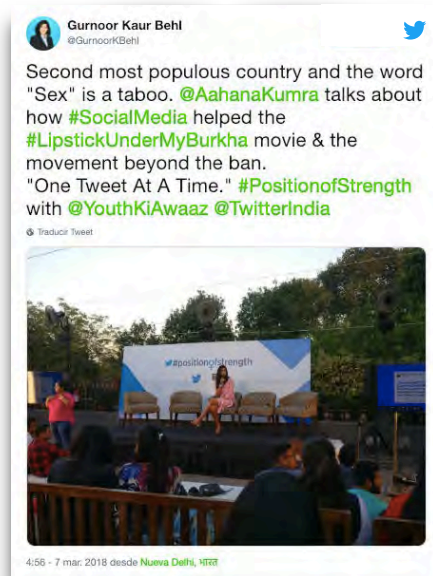 Gurnoor Kaur Behl
@GurnoorKBehl
Second most populous country and the word
"Sex" is a taboo. @AahanaKumra talks about
how #SocialMedia helped the
#LipstickUnderMyBurkha movie & the
movement beyond the ban.
"One Tweet At A Time." #PositionofStrength
with @YouthKiAwaaz @TwitterIndia
Traducir Tweet
#positionofstrength
4:56 - 7 mar. 2018 desde Nueva Delhi, भारत